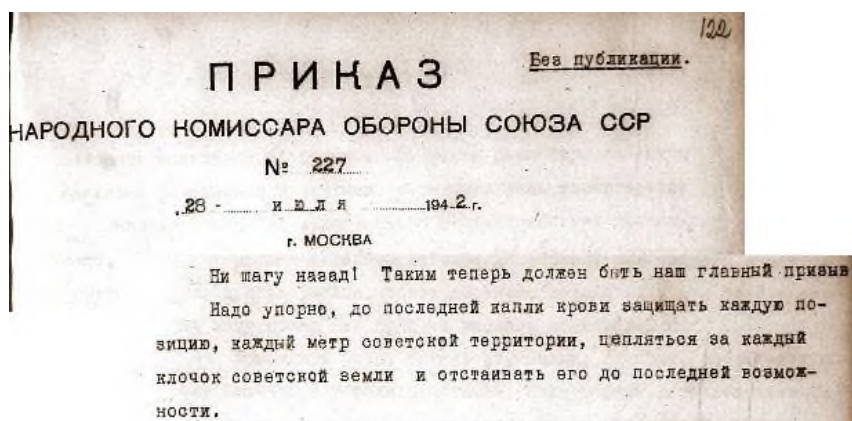 122
Без публикации.
ПРИКАЗ
НАРОДНОГО КОМИССАРА ОБОРОНЫ СОЮЗА ССР
№ 227
„28 - июля 1942 г.
г. МОСКВА
Ни шагу назад! Таким теперь должен быть наш главный призыв
Надо упорно, до последней капли крови защищать каждую по-
зицию, каждый метр советской территории, цепляться за каждый
клочок советской земли и отстаивать его до последней возмож-
ности.